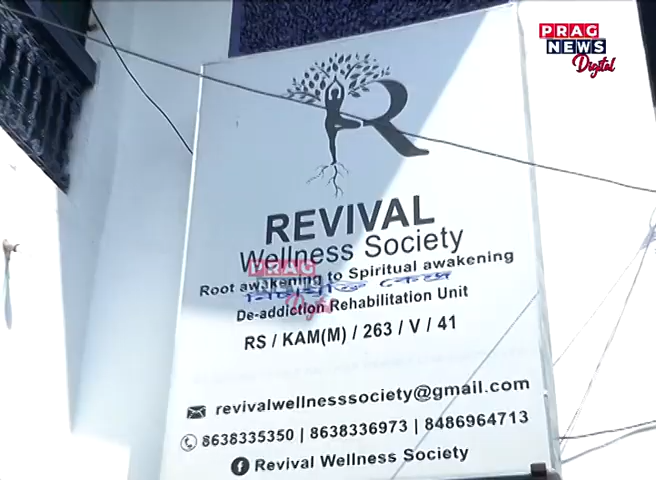 PRAG
NEWS
Digital
R
REVIVAL
Wellness Society
Root awakening to Spiritual awakening
De-addiction Rehabilitation Unit
RS / KAM(M) / 263 / V / 41
revivalwellnesssociety@gmail.com
8638335350 | 8638336973 | 8486964713
Revival Wellness Society